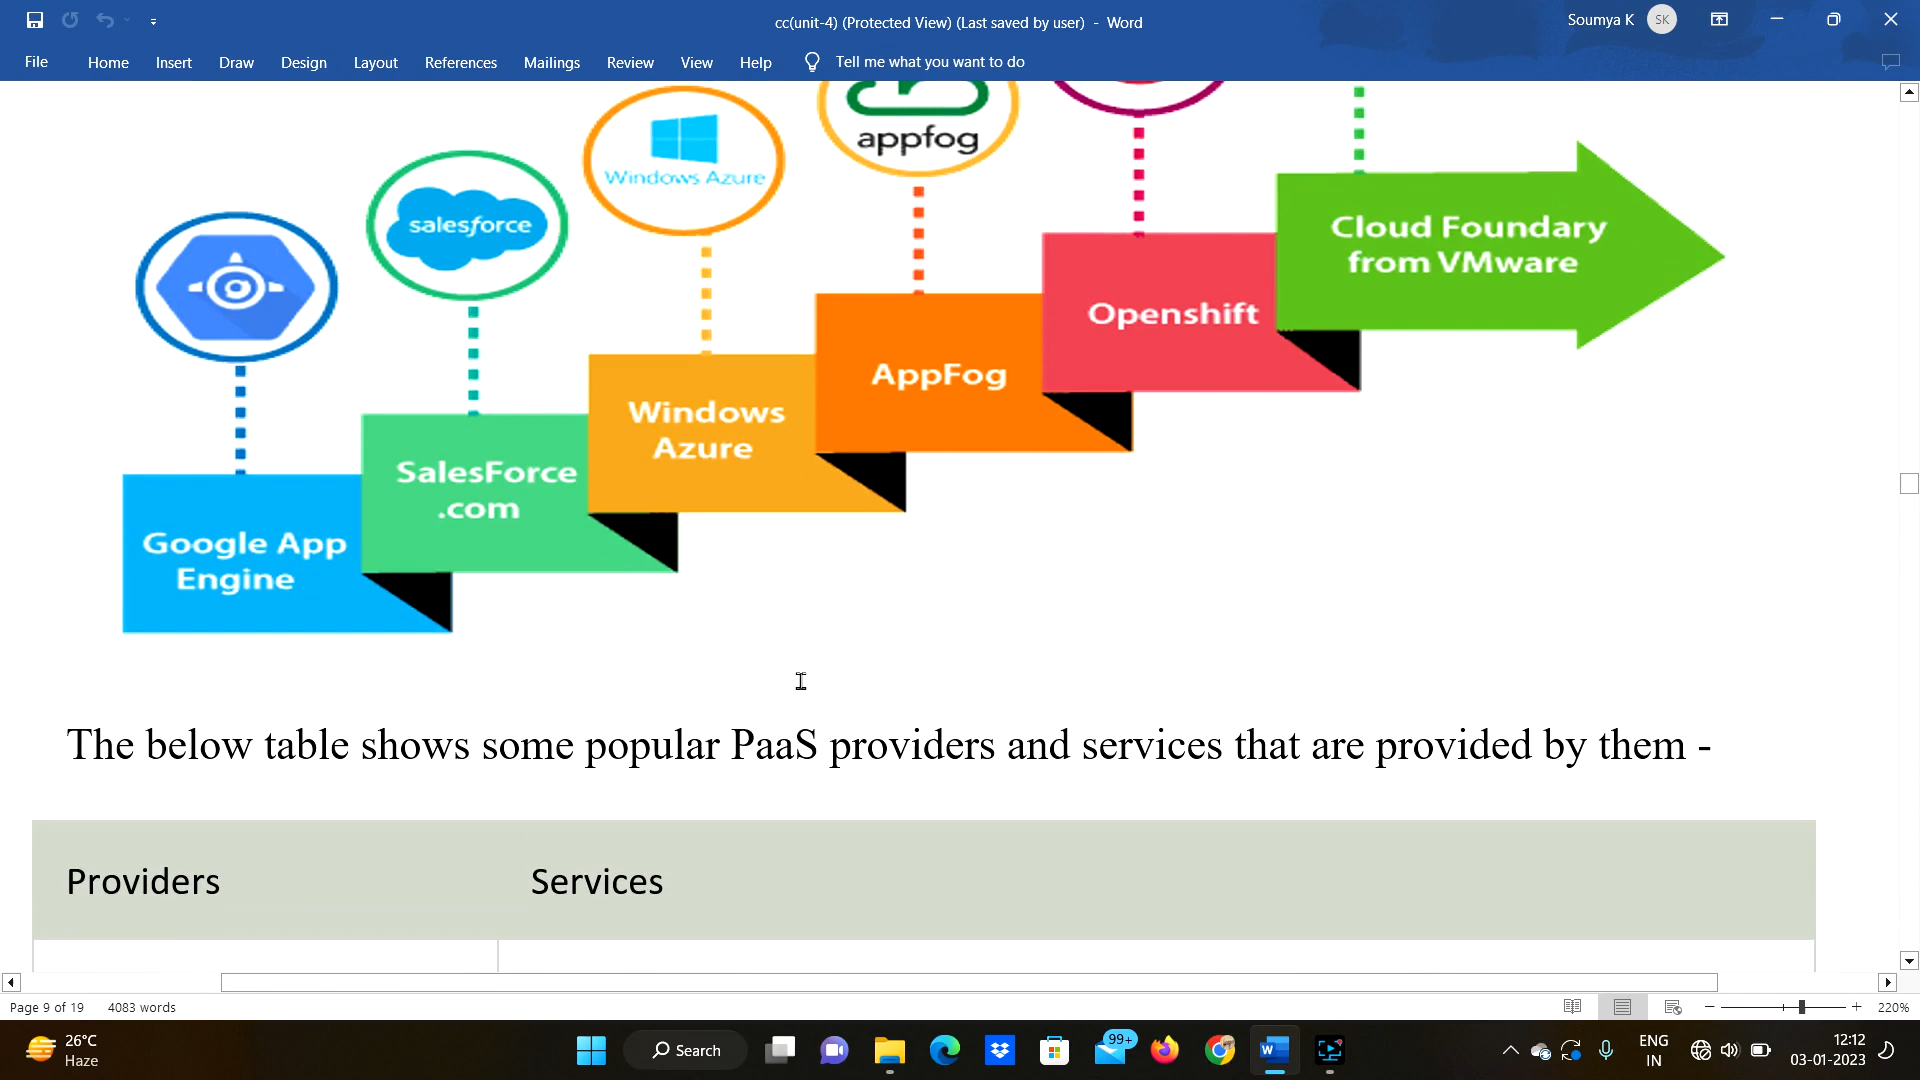 cc(unit-4) (Protected View) (Last saved by user) - Word
Soumya K
SK
File
Home
Insert
Draw
Design
Layout
References
Mailings
Review
View
Help
Tell me what you want to do
appfog
Windows Azure
salesforce
Cloud Foundary
from VMware
Openshift
AppFog
Windows
Azure
SalesForce
.com
Google App
Engine
The below table shows some popular PaaS providers and services that are provided by them -
Providers
Services
Page 9 of 19
4083 words
220%
26°C
Haze
Search
99+
ENG
IN
12:12
03-01-2023